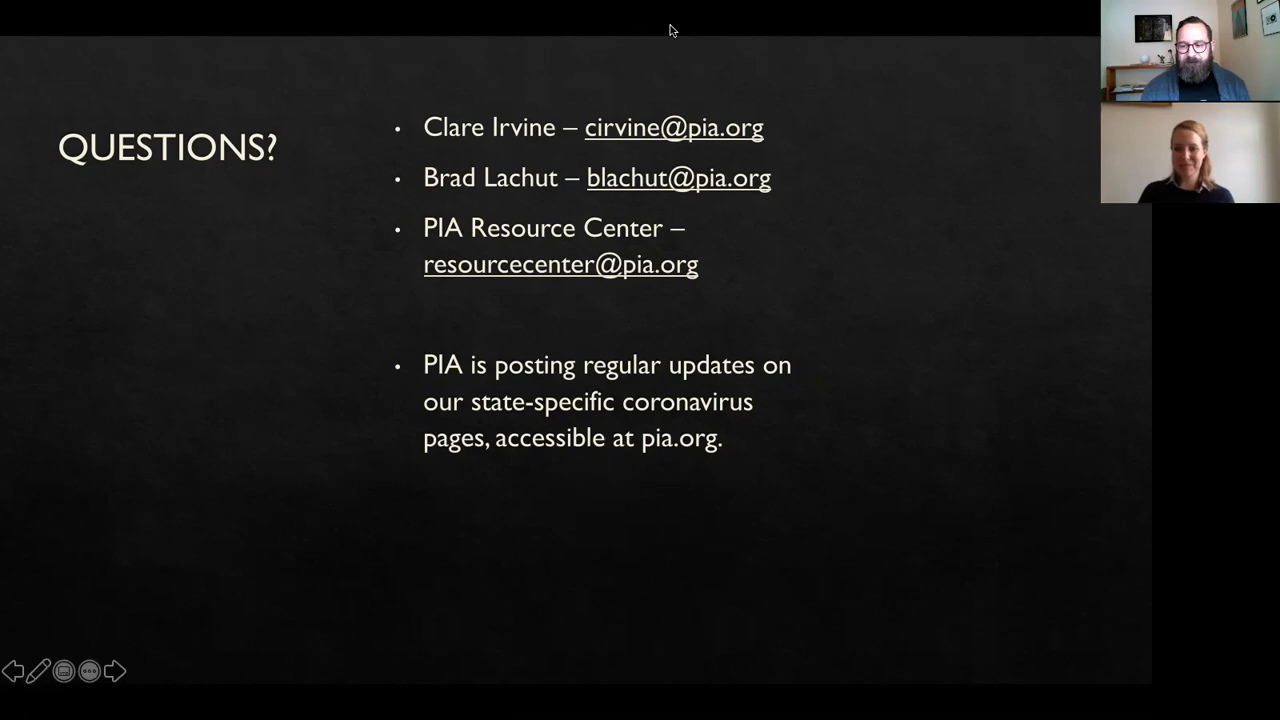 QUESTIONS?
• Clare Irvine – cirvine@pia.org
• Brad Lachut – blachut@pia.org
• PIA Resource Center –
resourcecenter@pia.org
• PIA is posting regular updates on
our state-specific coronavirus
pages, accessible at pia.org.